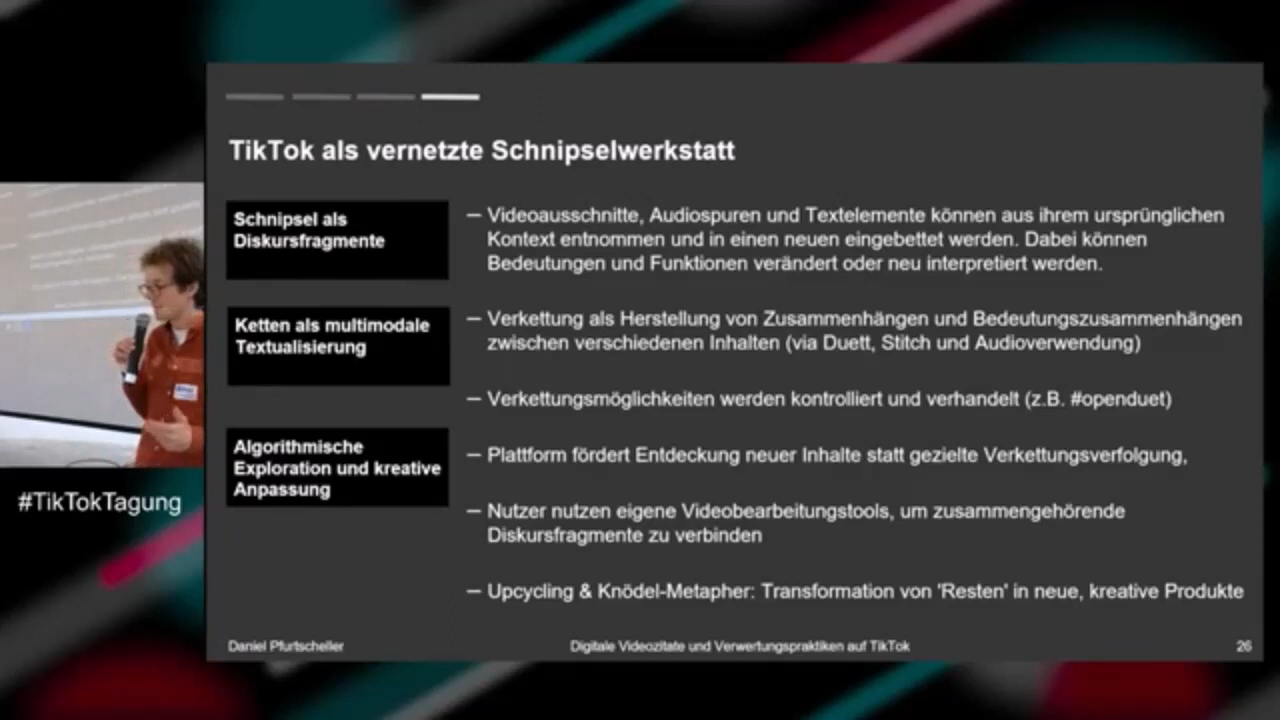 TikTok als vernetzte Schnipselwerkstatt
Schnipsel als
Diskursfragmente
— Videoausschnitte, Audiospuren und Textelemente können aus ihrem ursprünglichen
Kontext entnommen und in einen neuen eingebettet werden. Dabei können
Bedeutungen und Funktionen verändert oder neu interpretiert werden.
Ketten als multimodale
Textualisierung
— Verkettung als Herstellung von Zusammenhängen und Bedeutungszusammenhängen
zwischen verschiedenen Inhalten (via Duett, Stitch und Audioverwendung)
— Verkettungsmöglichkeiten werden kontrolliert und verhandelt (z.B. #openduet)
Algorithmische
Exploration und kreative
Anpassung
— Plattform fördert Entdeckung neuer Inhalte statt gezielte Verkettungsverfolgung,
— Nutzer nutzen eigene Videobearbeitungstools, um zusammengehörende
Diskursfragmente zu verbinden
— Upcycling & Knödel-Metapher: Transformation von 'Resten' in neue, kreative Produkte
Daniel Pfurtscheller
Digitale Videozitate und Verwertungspraktiken auf TikTok
26
#TikTokTagung